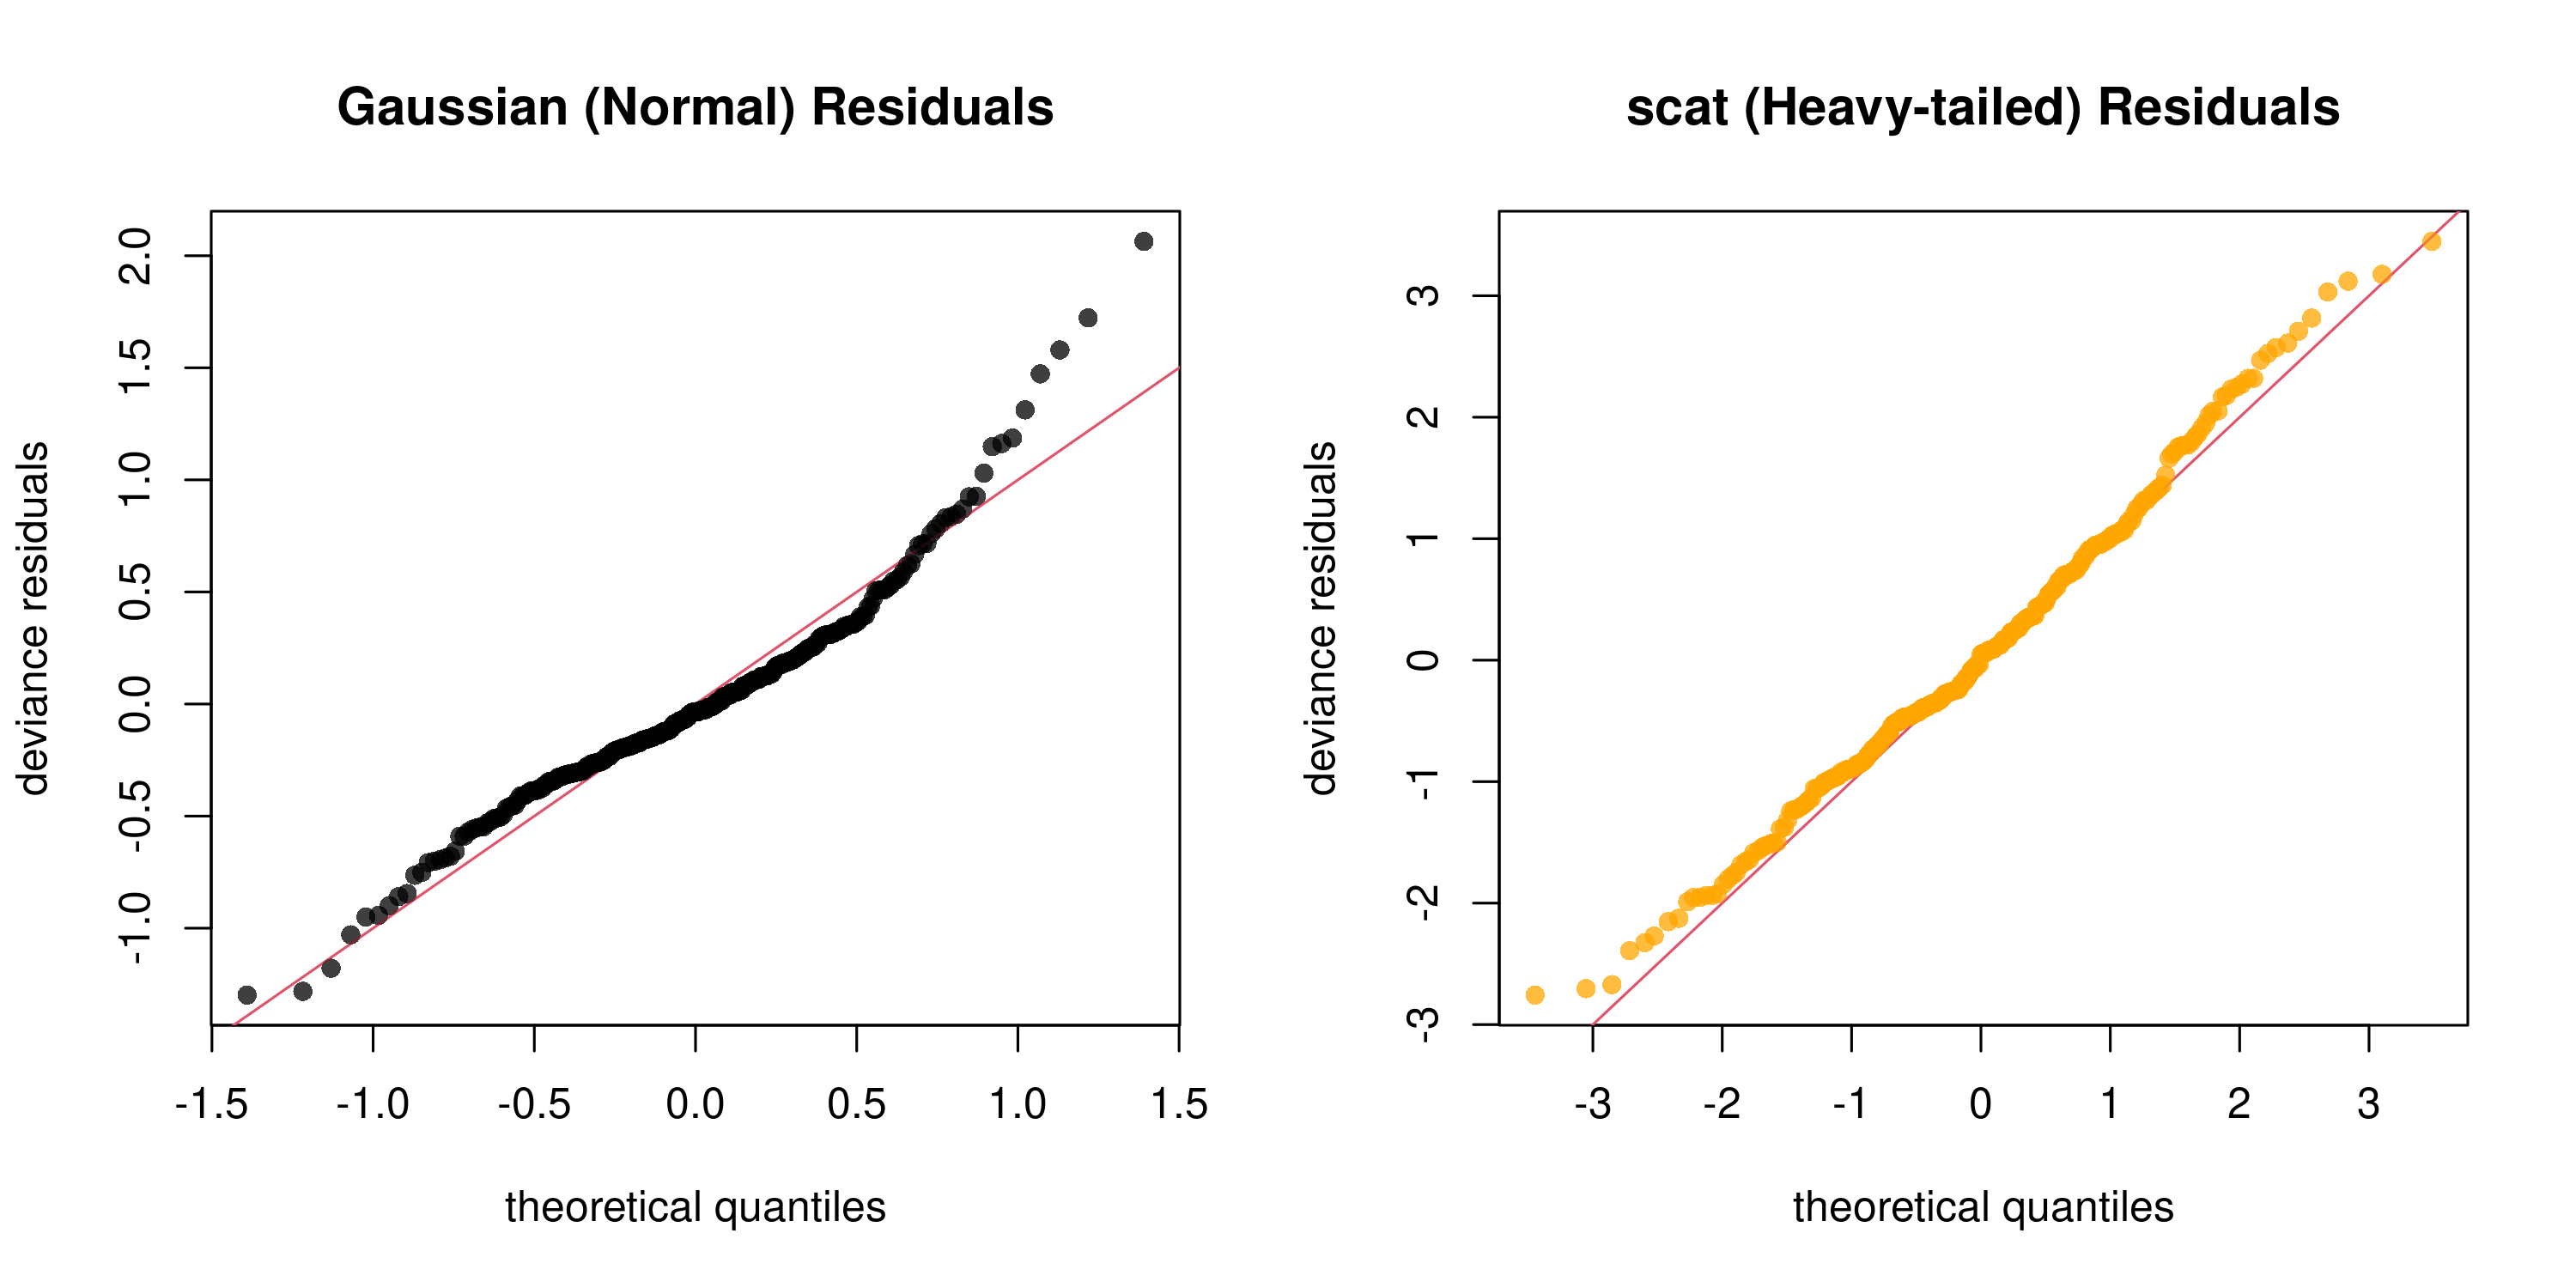 Gaussian (Normal) Residuals
deviance residuals
2.0
1.5
1.0
0.5
0.0
-0.5
-1.0
-1.5 -1.0 -0.5 0.0 0.5 1.0 1.5
theoretical quantiles
scat (Heavy-tailed) Residuals
deviance residuals
3
2
1
0
-1
-2
-3
-3 -2 -1 0 1 2 3
theoretical quantiles